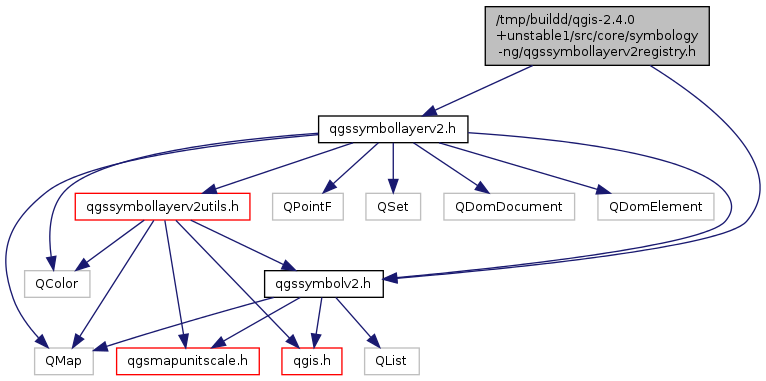 /tmp/buildd/qgis-2.4.0
+unstable1/src/core/symbology
-ng/qgssymbollayerv2registry.h
qgssymbollayerv2.h
qgssymbollayerv2utils.h
QPointF
QSet
QDomDocument
QDomElement
QColor
qgssymbolv2.h
QMap
qgsmapunitscale.h
qgis.h
QList